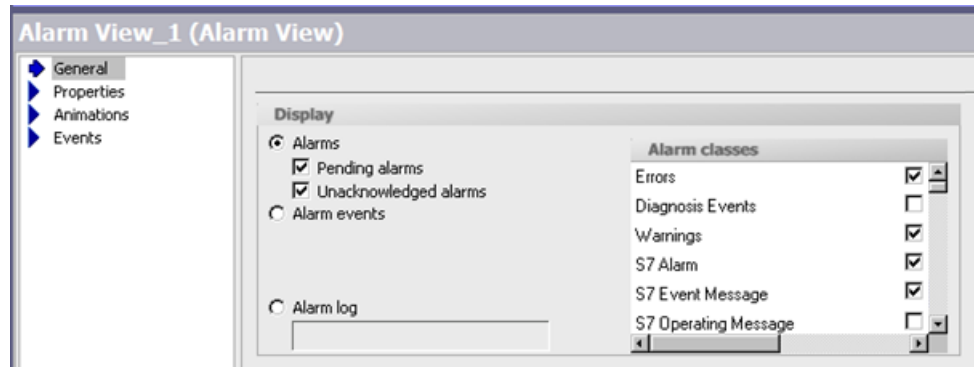 Alarm View_1 (Alarm View)
General
Properties
Animations
Events
Display
Alarms
Pending alarms
Unacknowledged alarms
Alarm events
Alarm log
Alarm classes
Errors
Diagnosis Events
Warnings
S7 Alarm
S7 Event Message
S7 Operating Message